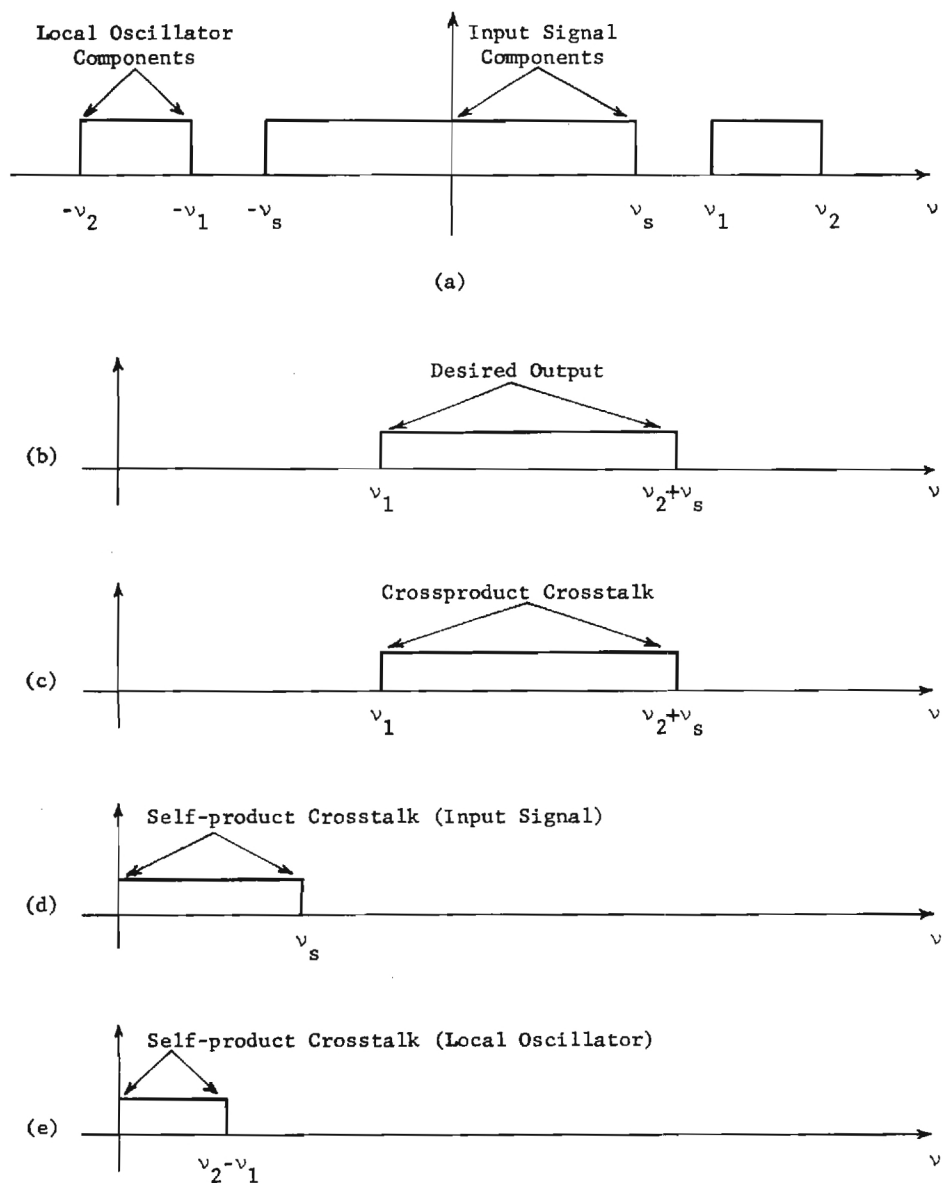 Local Oscillator Components
Input Signal Components
-ν₂ -ν₁ -νₛ νₛ ν₁ ν₂ ν
(a)
Desired Output
(b)
ν₁ ν₂+νₛ ν
Crossproduct Crosstalk
(c)
ν₁ ν₂+νₛ ν
Self-product Crosstalk (Input Signal)
(d)
νₛ ν
Self-product Crosstalk (Local Oscillator)
(e)
ν₂-ν₁ ν